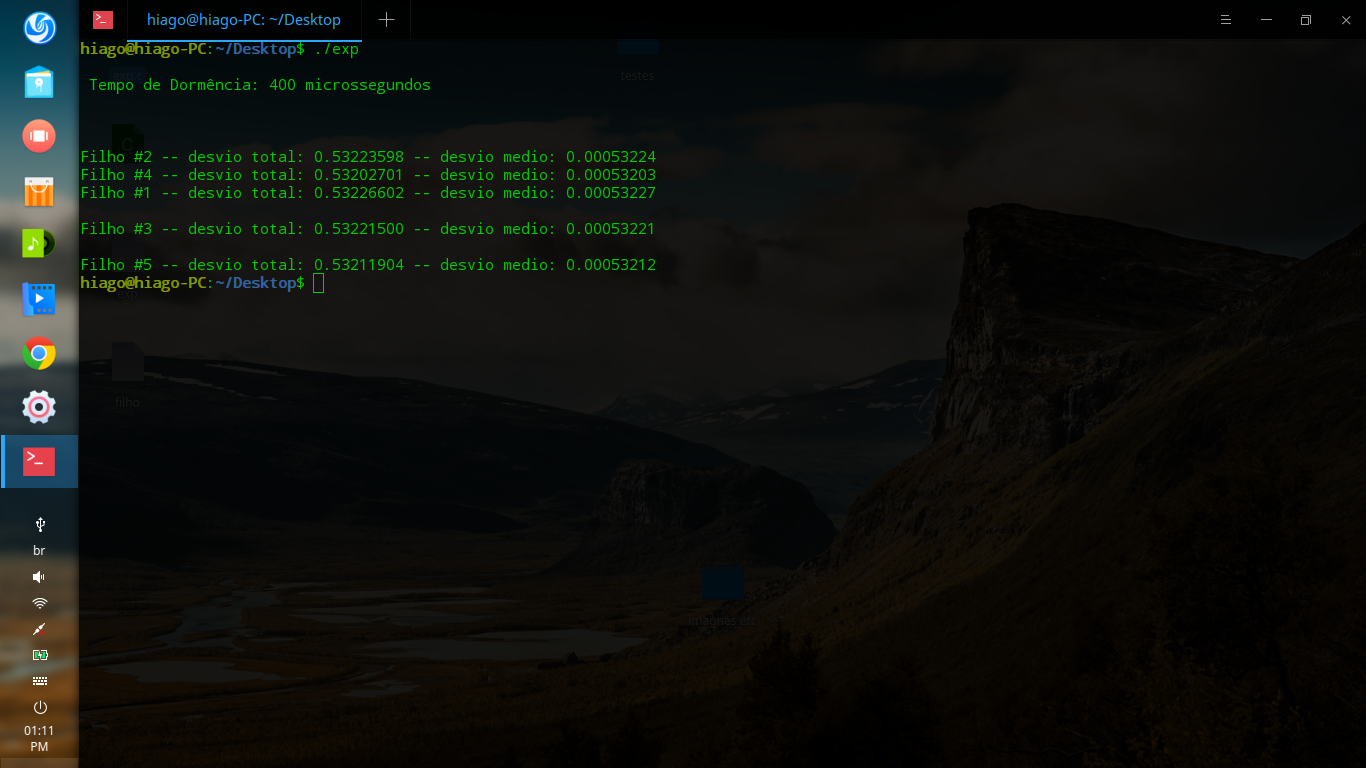 hiago@hiago-PC: ~/Desktop
hiago@hiago-PC:~/Desktop$ ./exp
testes
Tempo de Dormência: 400 microssegundos
Filho #2 -- desvio total: 0.53223598 -- desvio medio: 0.00053224
Filho #4 -- desvio total: 0.53202701 -- desvio medio: 0.00053203
Filho #1 -- desvio total: 0.53226602 -- desvio medio: 0.00053227
Filho #3 -- desvio total: 0.53221500 -- desvio medio: 0.00053221
Filho #5 -- desvio total: 0.53211904 -- desvio medio: 0.00053212
hiago@hiago-PC:~/Desktop$
filho
imagnes etc
br
01:11
PM